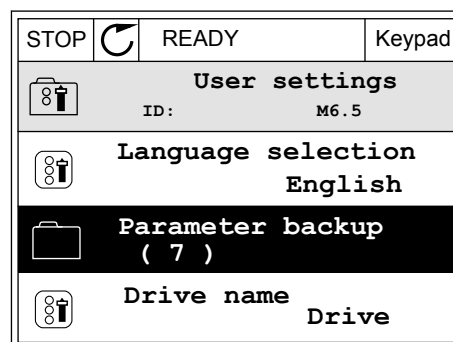 STOP READY Keypad
User settings
ID: M6.5
Language selection
English
Parameter backup
( 7 )
Drive name
Drive